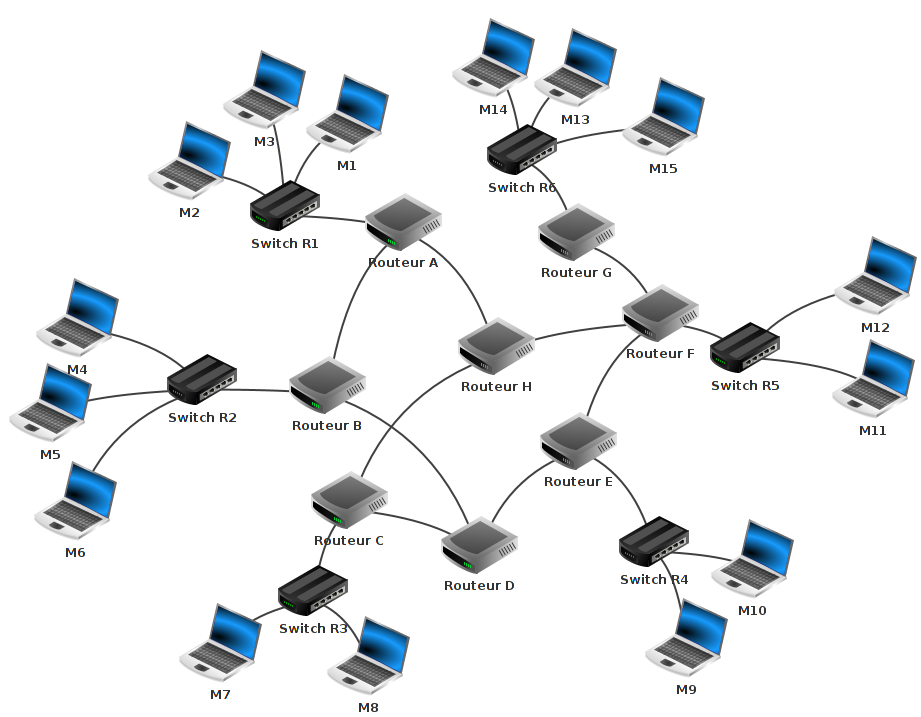 M14
M13
M3
M1
M15
Switch R6
M2
Switch R1
Routeur A
Routeur G
M12
Routeur F
M4
Routeur H
Switch R5
Switch R2
Routeur B
M11
M5
Routeur E
Routeur C
M6
Routeur D
Switch R4
M10
Switch R3
M7
M9
M8